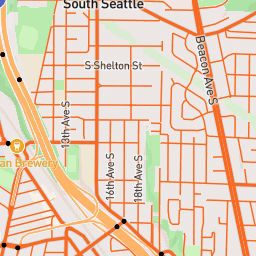 South Seattle
S Shelton St
Beacon Ave S
13th Ave S
an Brewery
16th Ave S
18th Ave S